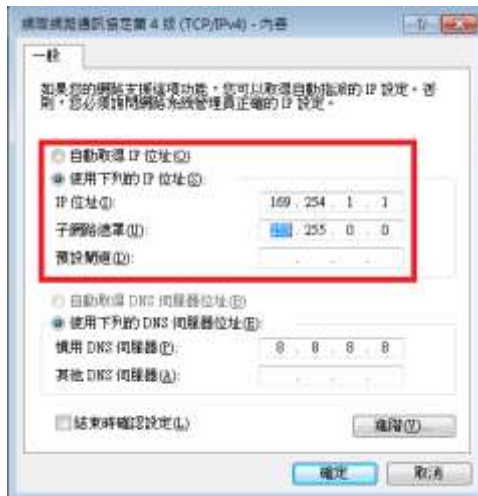 網際網路通訊協定第 4 版 (TCP/IPv4) - 內容
一般
如果您的網路支援這項功能，您可以取得自動指派的 IP 設定。否
則，您必須詢問網路系統管理員正確的 IP 設定。
自動取得 IP 位址(O)
使用下列的 IP 位址(S):
IP 位址(I): 169 . 254 . 1 . 1
子網路遮罩(U): 255 . 255 . 0 . 0
預設閘道(D): . . .
自動取得 DNS 伺服器位址(B)
使用下列的 DNS 伺服器位址(E):
慣用 DNS 伺服器(P): 8 . 8 . 8 . 8
其他 DNS 伺服器(A): . . .
結束時確認設定(L)
進階(V)...
確定
取消